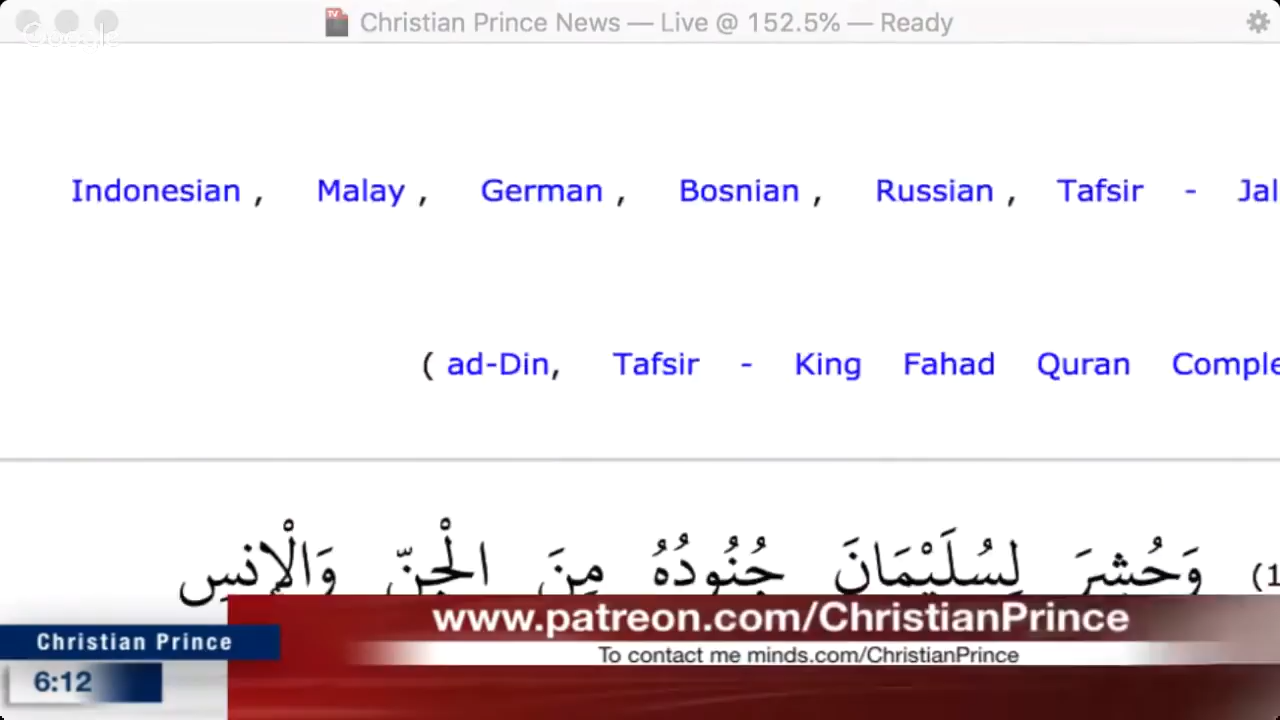 Christian Prince News — Live @ 152.5% — Ready
Google
Indonesian , Malay , German , Bosnian , Russian , Tafsir - Jal
( ad-Din, Tafsir - King Fahad Quran Comple
وَحُشِرَ لِسُلَيْمَانَ جُنُودُهُ مِنَ الْجِنِّ وَالْإِنسِ
www.patreon.com/ChristianPrince
To contact me minds.com/ChristianPrince
Christian Prince
6:12